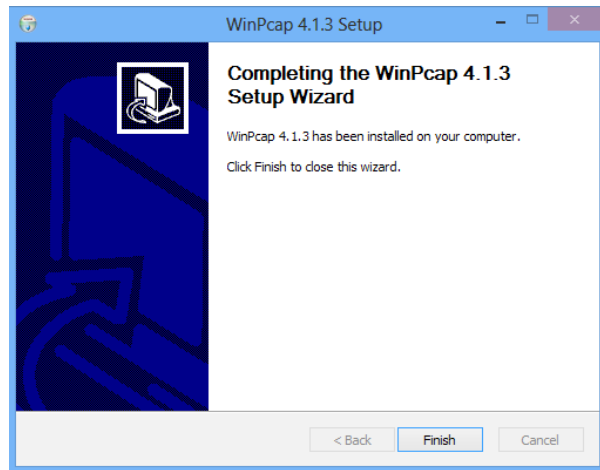 WinPcap 4.1.3 Setup
Completing the WinPcap 4.1.3
Setup Wizard
WinPcap 4.1.3 has been installed on your computer.
Click Finish to close this wizard.
< Back
Finish
Cancel